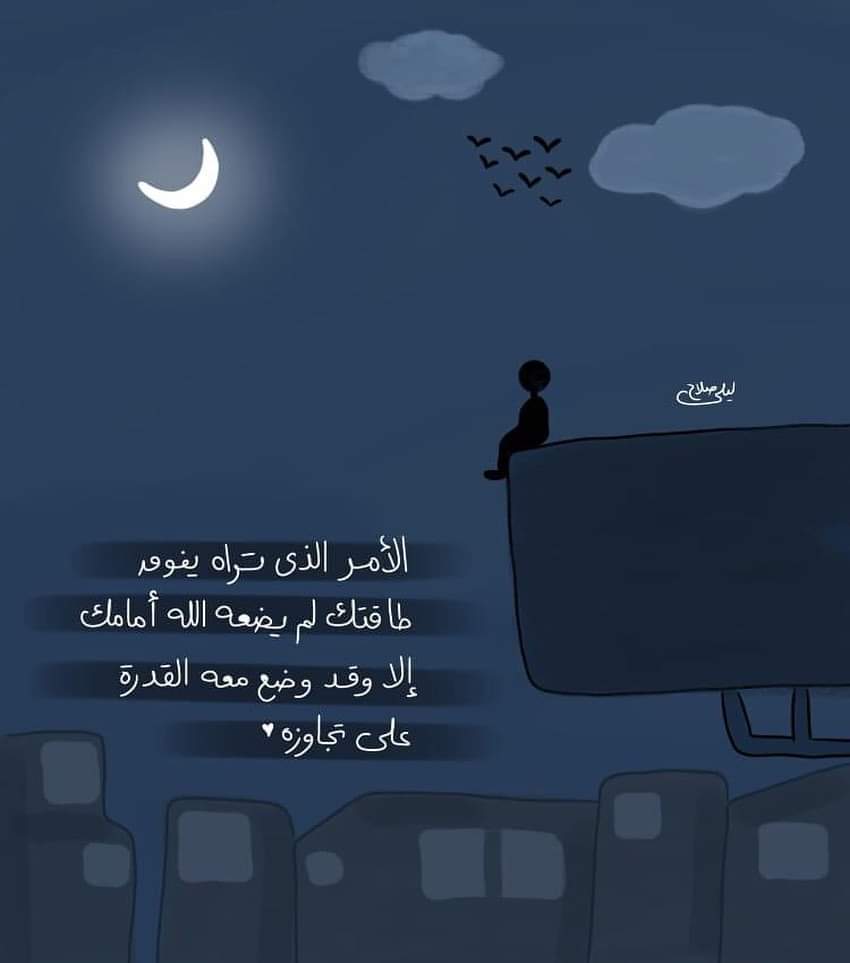 ليلى صلاح
الأمر الذى تراه يفوق
طاقتك لم يضعه الله أمامك
إلا وقد وضع معه القدرة
على تجاوزه ♥